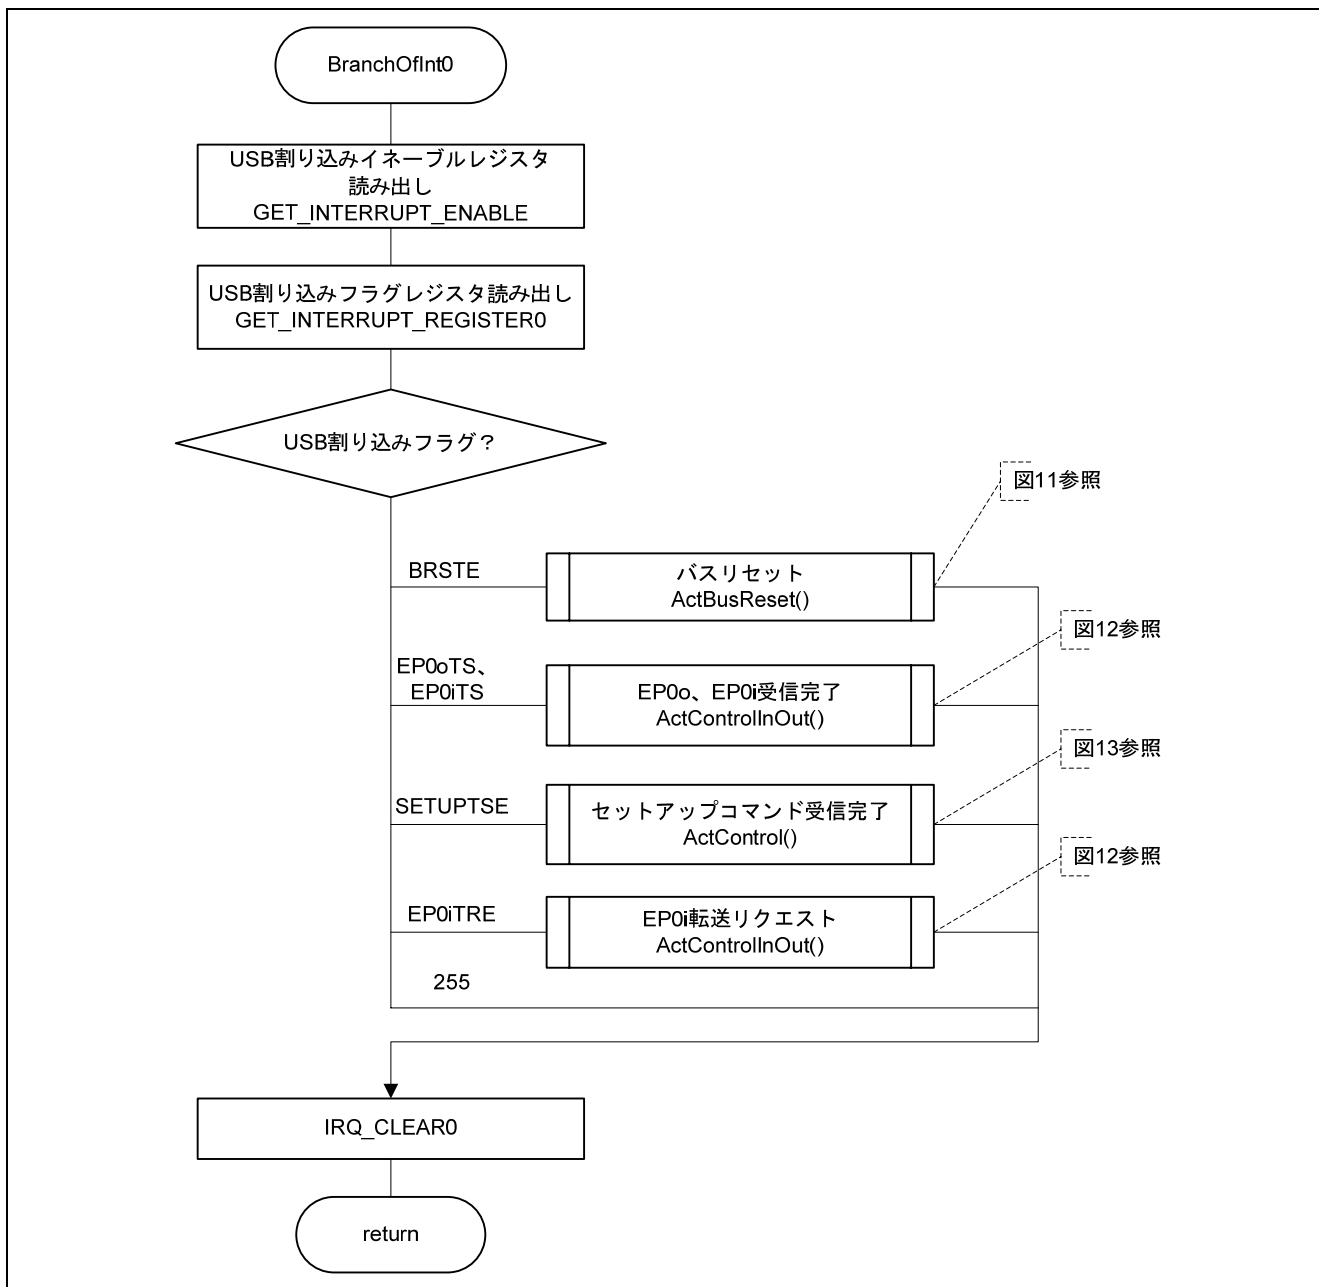 BranchOfInt0
USB割り込みイネーブルレジスタ
読み出し
GET_INTERRUPT_ENABLE
USB割り込みフラグレジスタ読み出し
GET_INTERRUPT_REGISTER0
USB割り込みフラグ？
図11参照
BRSTE
バスリセット
ActBusReset()
図12参照
EP0oTS、
EP0iTS
EP0o、EP0i受信完了
ActControlInOut()
図13参照
SETUPTSE
セットアップコマンド受信完了
ActControl()
図12参照
EP0iTRE
EP0i転送リクエスト
ActControlInOut()
255
IRQ_CLEAR0
return